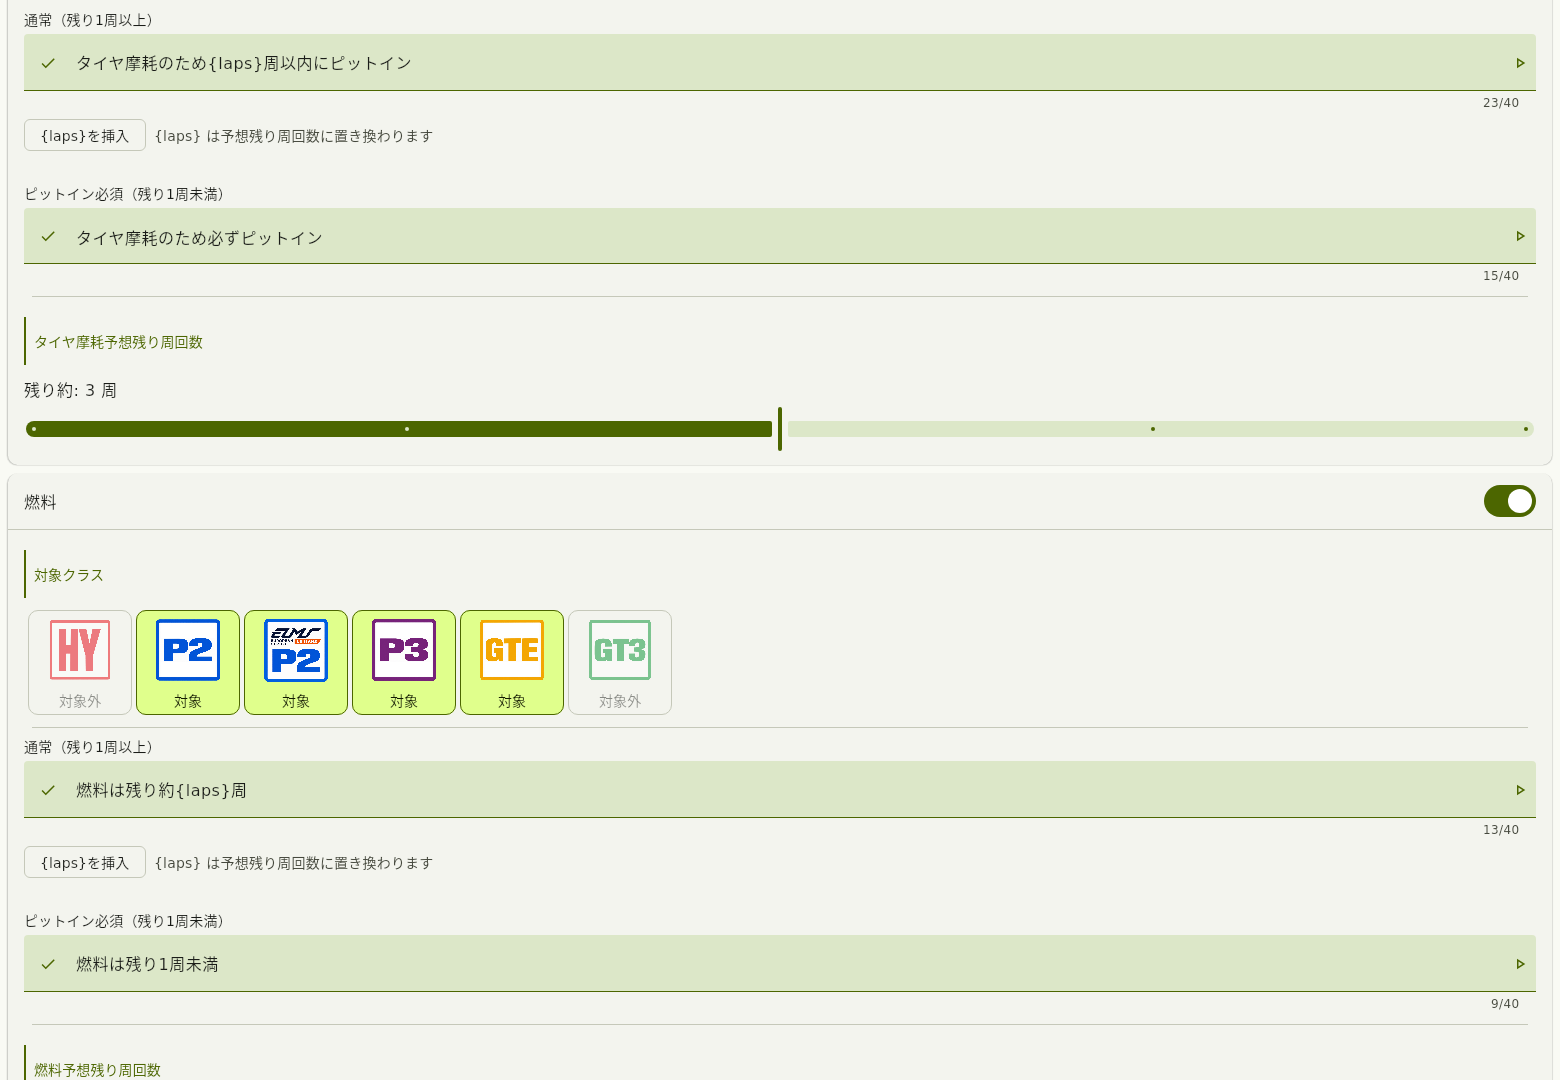 通常（残り1周以上）
タイヤ摩耗のため{laps}周以内にピットイン
23/40
{laps}を挿入 {laps} は予想残り周回数に置き換わります
ピットイン必須（残り1周未満）
タイヤ摩耗のため必ずピットイン
15/40
タイヤ摩耗予想残り周回数
残り約: 3 周
燃料
対象クラス
HY P2 ELMS P2 P3 GTE GT3
対象外 対象 対象 対象 対象 対象外
通常（残り1周以上）
燃料は残り約{laps}周
13/40
{laps}を挿入 {laps} は予想残り周回数に置き換わります
ピットイン必須（残り1周未満）
燃料は残り1周未満
9/40
燃料予想残り周回数